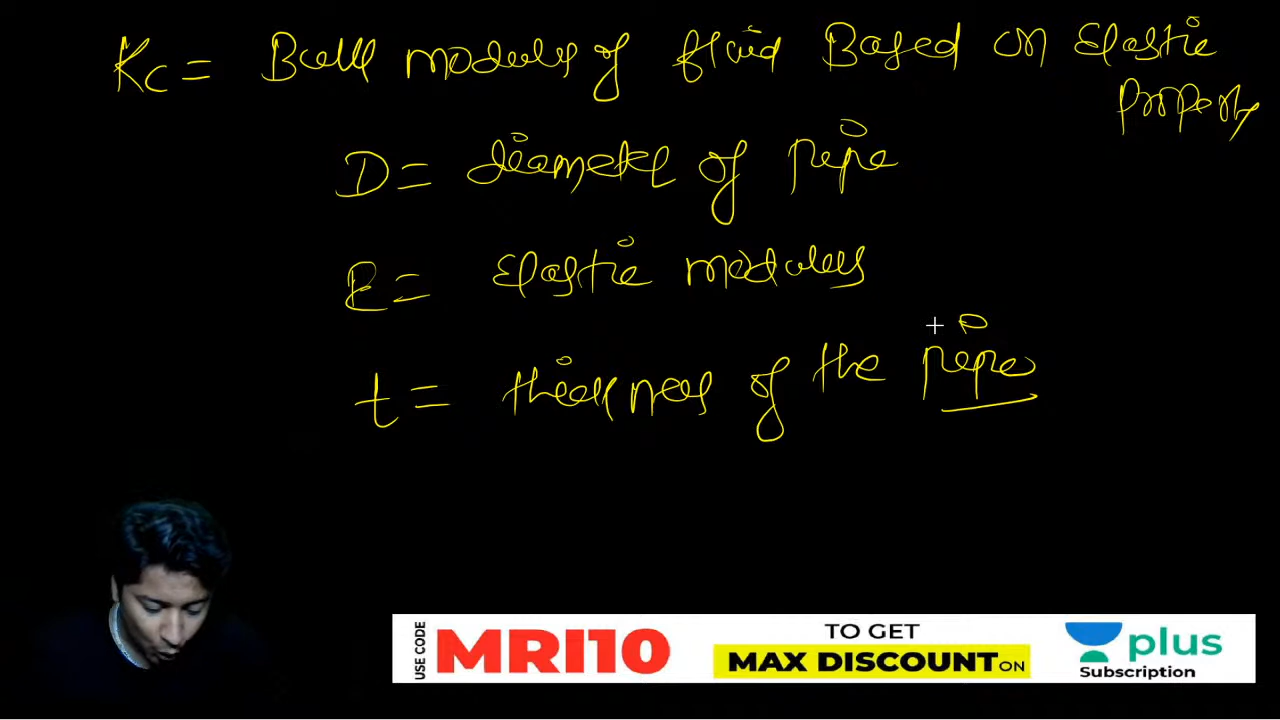 Kc = Bulk modulus of fluid Based on Elastic
property
D = diameter of pipe
E = Elastic modulus
t = thickness of the pipe
USE CODE
MRI10
TO GET
MAX DISCOUNT ON
plus
Subscription